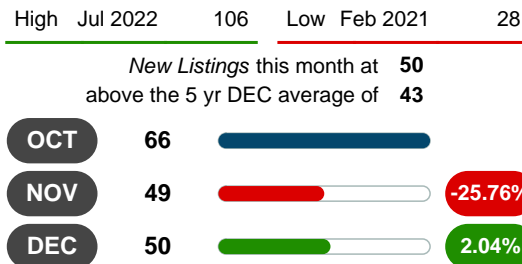 High Jul 2022 106 Low Feb 2021 28
New Listings this month at 50
above the 5 yr DEC average of 43
OCT 66
NOV 49 -25.76%
DEC 50 2.04%